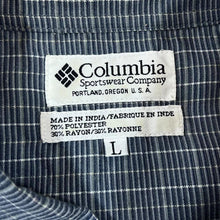 Columbia
Sportswear Company
PORTLAND, OREGON U.S.A.
MADE IN INDIA/FABRIQUE EN INDE
70% POLYESTER
30% RAYON/30% RAYONNE
L